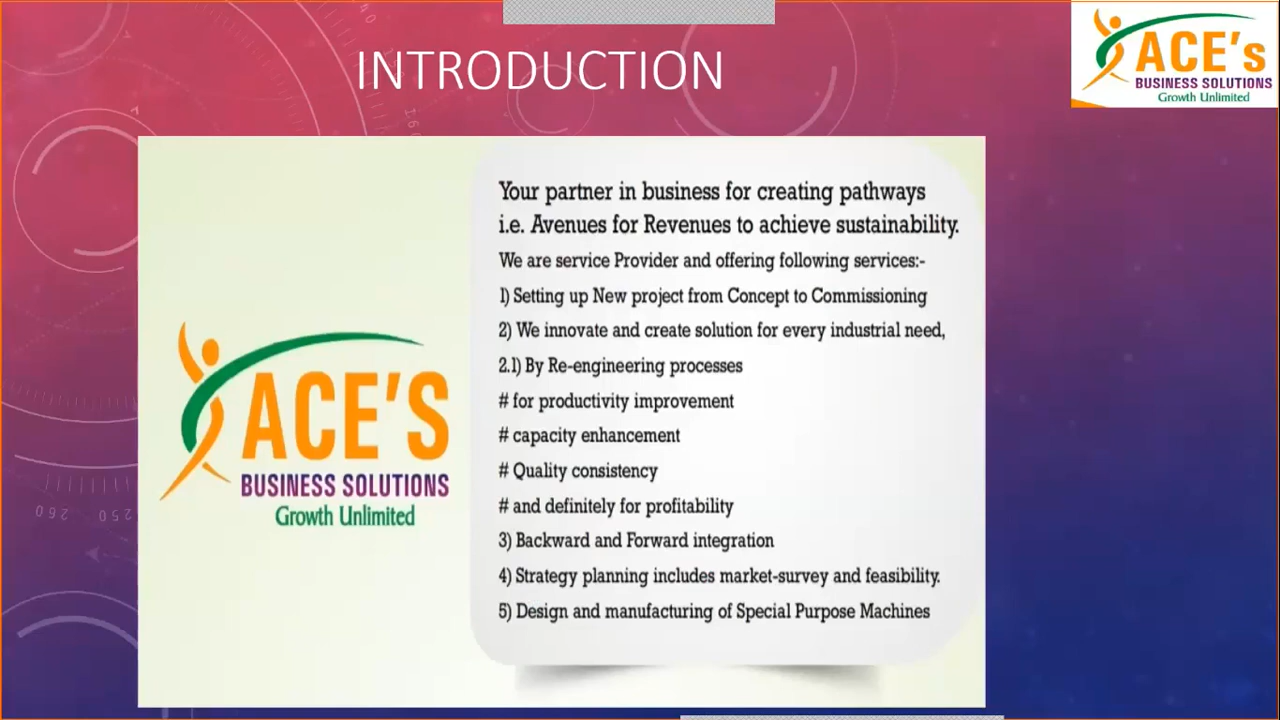 INTRODUCTION
ACE's
BUSINESS SOLUTIONS
Growth Unlimited
Your partner in business for creating pathways
i.e. Avenues for Revenues to achieve sustainability.
We are service Provider and offering following services:-
1) Setting up New project from Concept to Commissioning
2) We innovate and create solution for every industrial need,
2.1) By Re-engineering processes
# for productivity improvement
# capacity enhancement
# Quality consistency
# and definitely for profitability
3) Backward and Forward integration
4) Strategy planning includes market-survey and feasibility.
5) Design and manufacturing of Special Purpose Machines
ACE'S
BUSINESS SOLUTIONS
Growth Unlimited
260 250